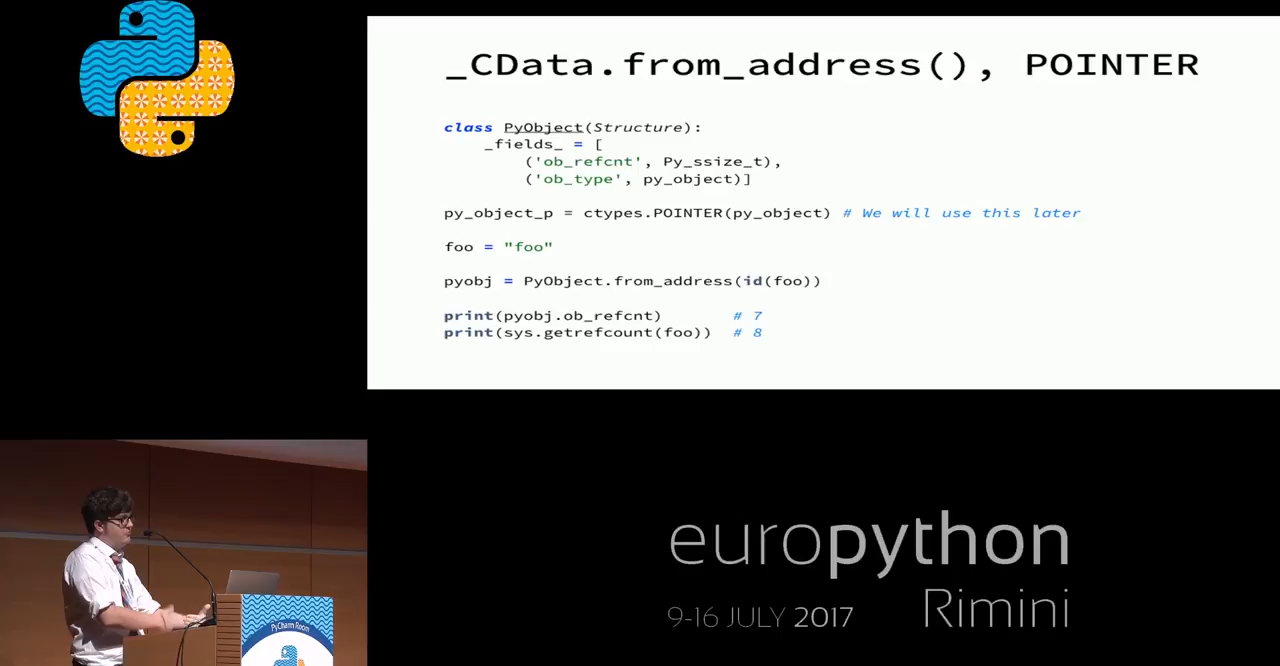 _CData.from_address(), POINTER
class PyObject(Structure):
    _fields_ = [
        ('ob_refcnt', Py_ssize_t),
        ('ob_type', py_object)]
py_object_p = ctypes.POINTER(py_object) # We will use this later
foo = "foo"
pyobj = PyObject.from_address(id(foo))
print(pyobj.ob_refcnt)       # 7
print(sys.getrefcount(foo))  # 8
europython
9-16 JULY 2017 Rimini
PyCharm Room